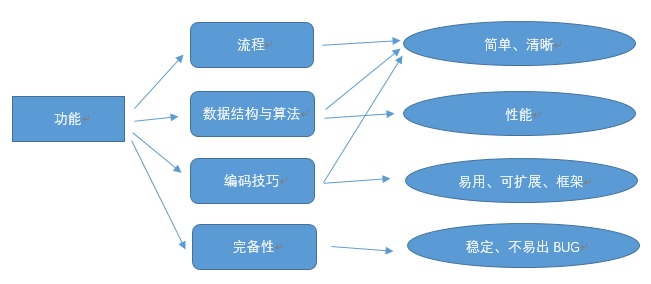 流程
简单、清晰
功能
数据结构与算法
性能
编码技巧
易用、可扩展、框架
完备性
稳定、不易出 BUG